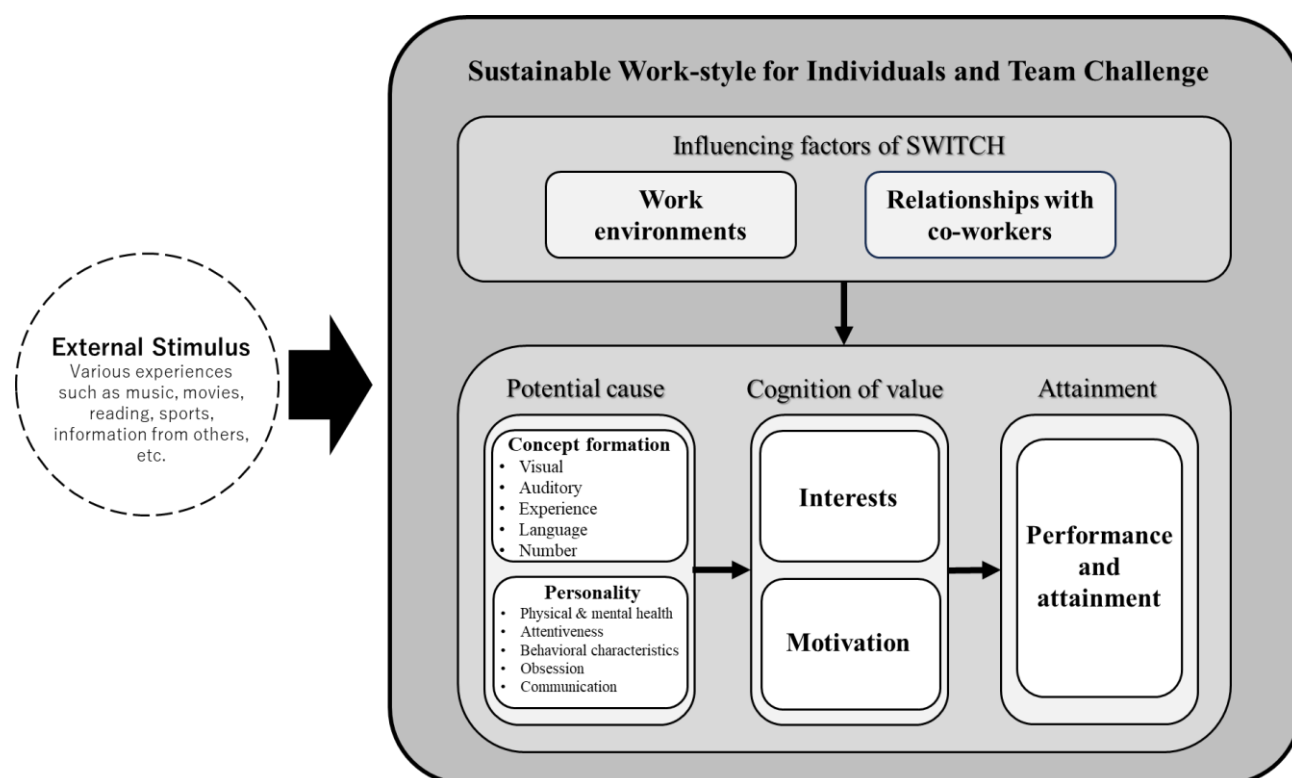 Sustainable Work-style for Individuals and Team Challenge
Influencing factors of SWITCH
Work
environments
Relationships with
co-workers
External Stimulus
Various experiences
such as music, movies,
reading, sports,
information from others,
etc.
Potential cause
Concept formation
• Visual
• Auditory
• Experience
• Language
• Number
Personality
• Physical & mental health
• Attentiveness
• Behavioral characteristics
• Obsession
• Communication
Cognition of value
Interests
Motivation
Attainment
Performance
and
attainment